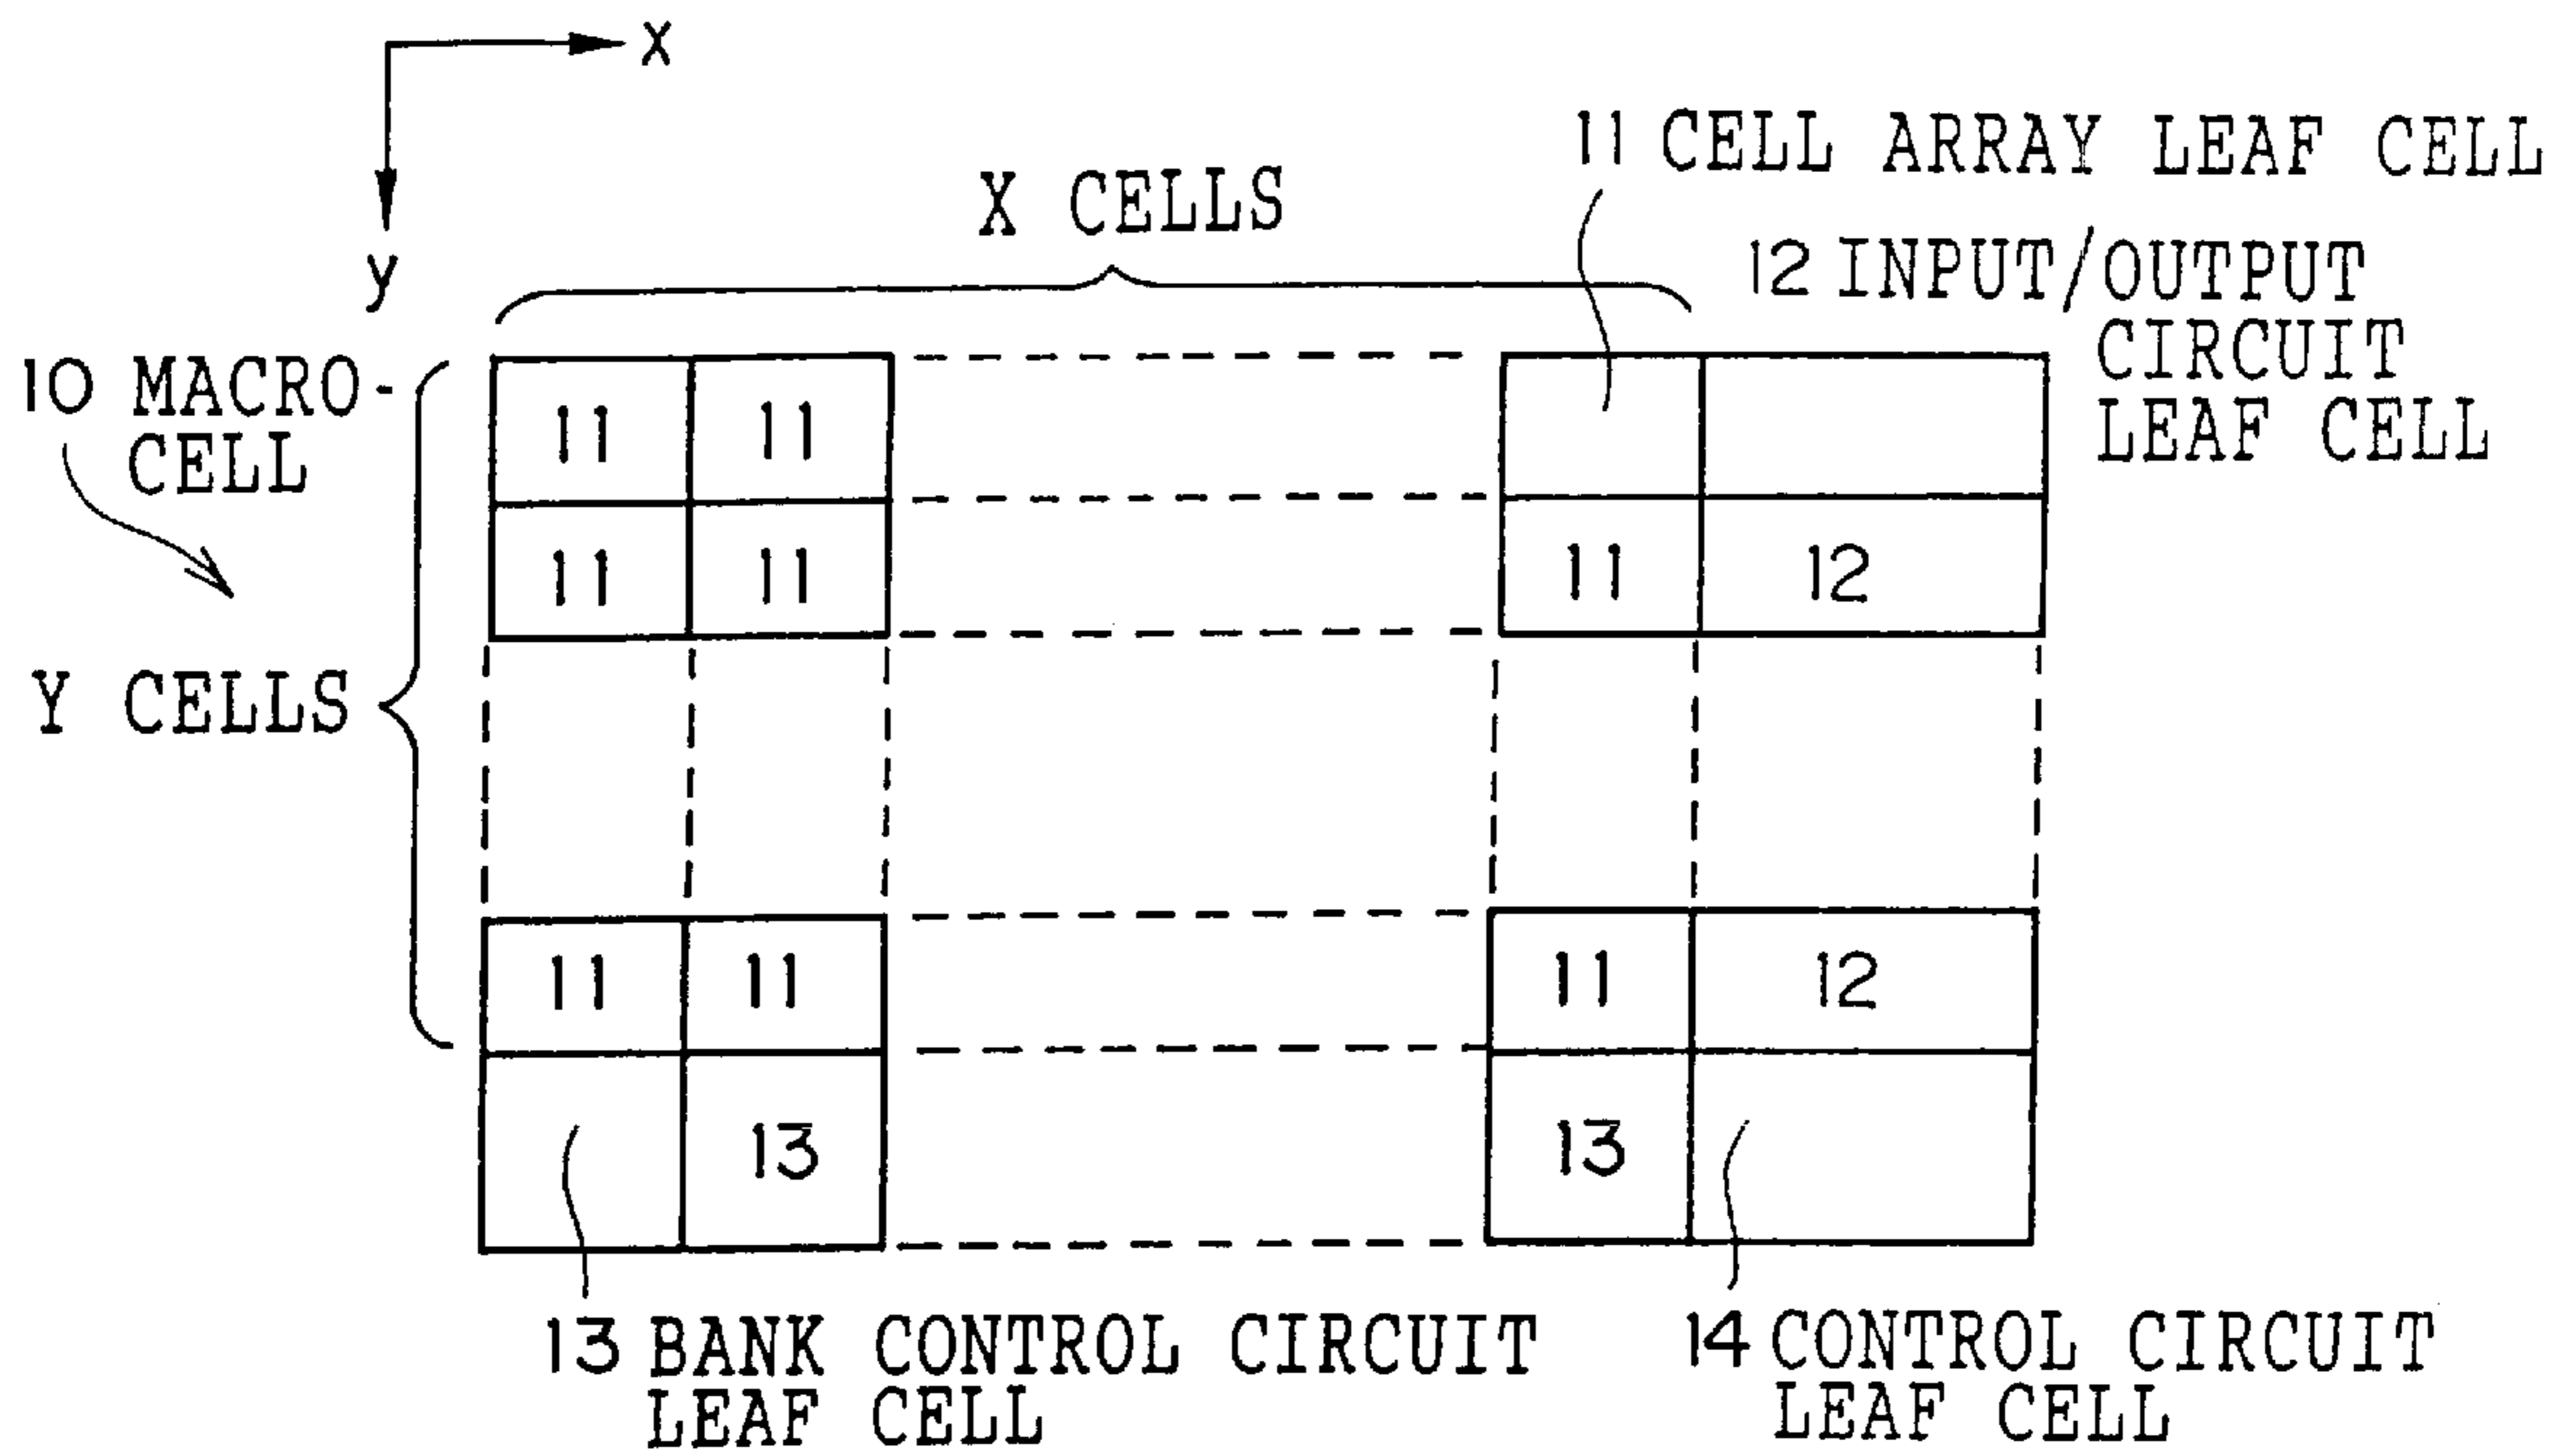 x
y
X CELLS
11 CELL ARRAY LEAF CELL
12 INPUT/OUTPUT
CIRCUIT
LEAF CELL
10 MACRO-
CELL
Y CELLS
11 11
11 11 11 12
11 11 11 12
13 13
13 BANK CONTROL CIRCUIT
LEAF CELL
14 CONTROL CIRCUIT
LEAF CELL